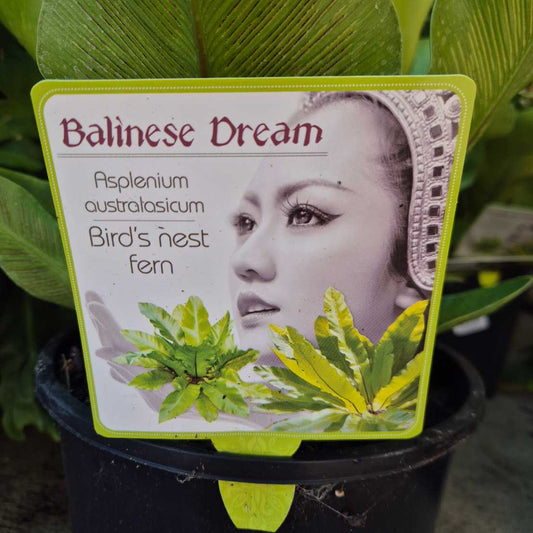 Balinese Dream
Asplenium
australasicum
Bird's nest
fern